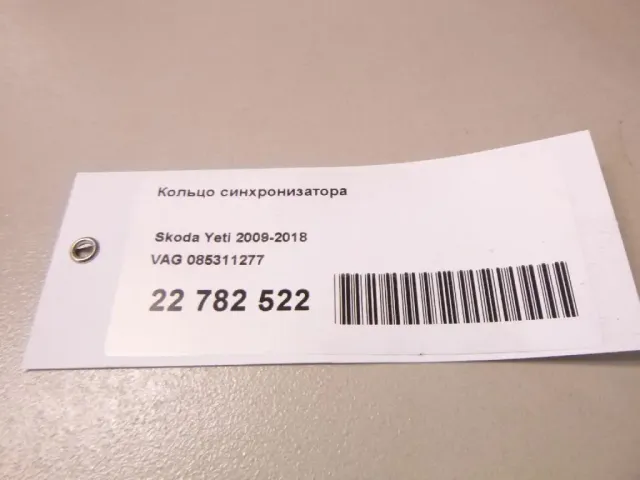 Кольцо синхронизатора
Skoda Yeti 2009-2018
VAG 085311277
22 782 522